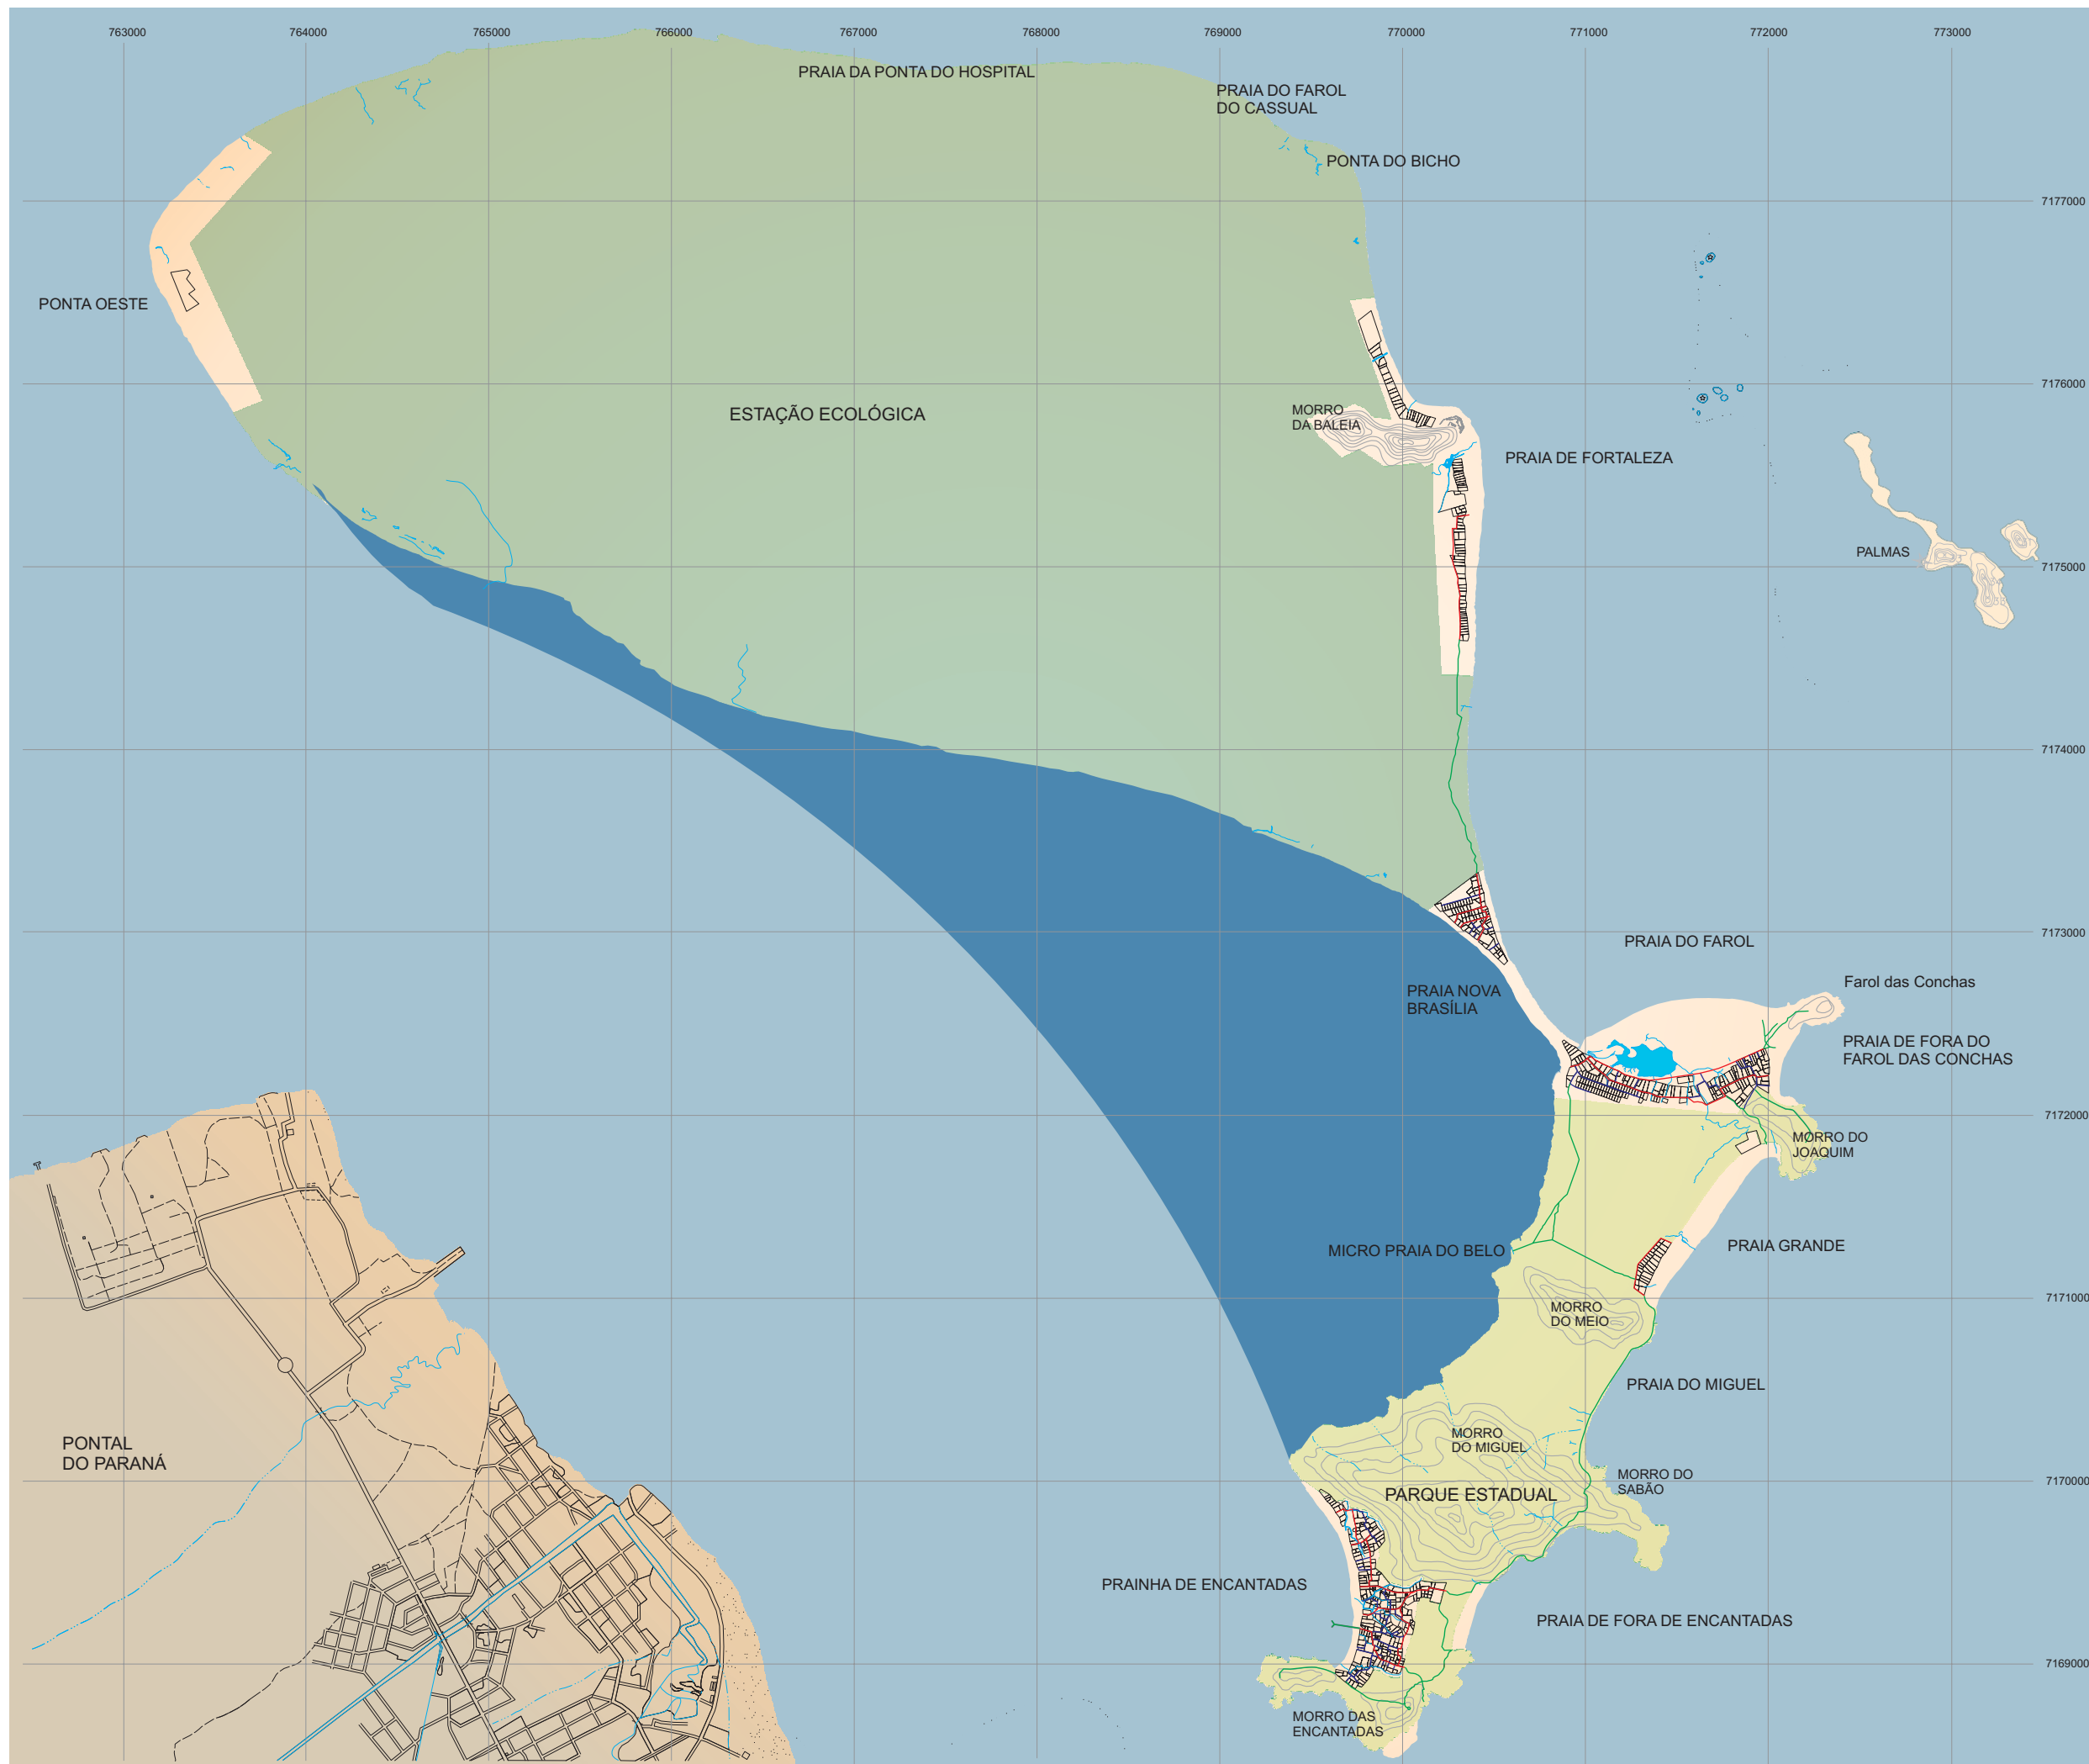 763000 764000 765000 766000 767000 768000 769000 770000 771000 772000 773000
PRAIA DA PONTA DO HOSPITAL
PRAIA DO FAROL
DO CASSUAL
PONTA DO BICHO
7177000
PONTA OESTE
7176000
ESTAÇÃO ECOLÓGICA
MORRO
DA BALEIA
PRAIA DE FORTALEZA
PALMAS
7175000
7174000
7173000
PRAIA DO FAROL
Farol das Conchas
PRAIA NOVA
BRASÍLIA
PRAIA DE FORA DO
FAROL DAS CONCHAS
7172000
MORRO DO
JOAQUIM
MICRO PRAIA DO BELO
PRAIA GRANDE
7171000
MORRO
DO MEIO
PRAIA DO MIGUEL
PONTAL
DO PARANÁ
MORRO
DO MIGUEL
MORRO DO
SABÃO
7170000
PARQUE ESTADUAL
PRAINHA DE ENCANTADAS
PRAIA DE FORA DE ENCANTADAS
7169000
MORRO DAS
ENCANTADAS